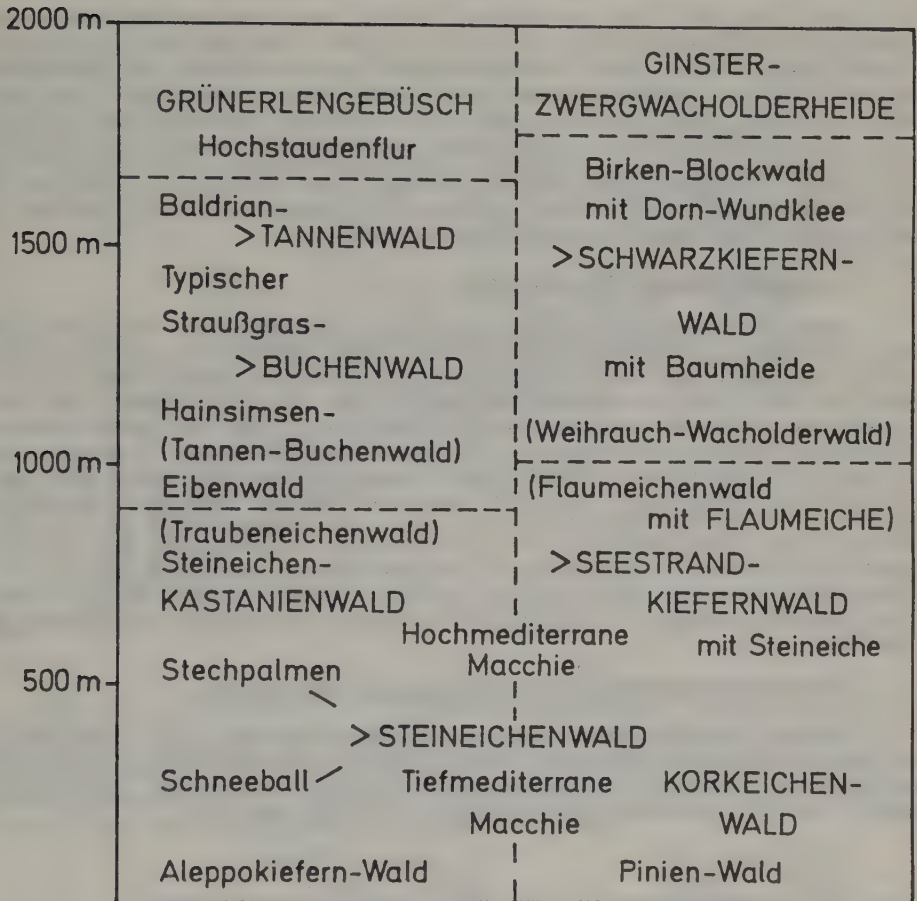 2000 m
GRÜNERLENGEBÜSCH
Hochstaudenflur
Baldrian-
>TANNENWALD
1500 m
Typischer
Straußgras-
>BUCHENWALD
Hainsimsen-
(Tannen-Buchenwald)
1000 m
Eibenwald
(Traubeneichenwald)
Steineichen-
KASTANIENWALD
Hochmediterrane
Macchie
Stechpalmen
500 m
>STEINEICHENWALD
Schneeball
Tiefmediterrane
Macchie
Aleppokiefern-Wald
GINSTER-
ZWERGWACHOLDERHEIDE
Birken-Blockwald
mit Dorn-Wundklee
>SCHWARZKIEFERN-
WALD
mit Baumheide
(Weihrauch-Wacholderwald)
(Flaumeichenwald
mit FLAUMEICHE)
>SEESTRAND-
KIEFERNWALD
mit Steineiche
KORKEICHEN-
WALD
Pinien-Wald